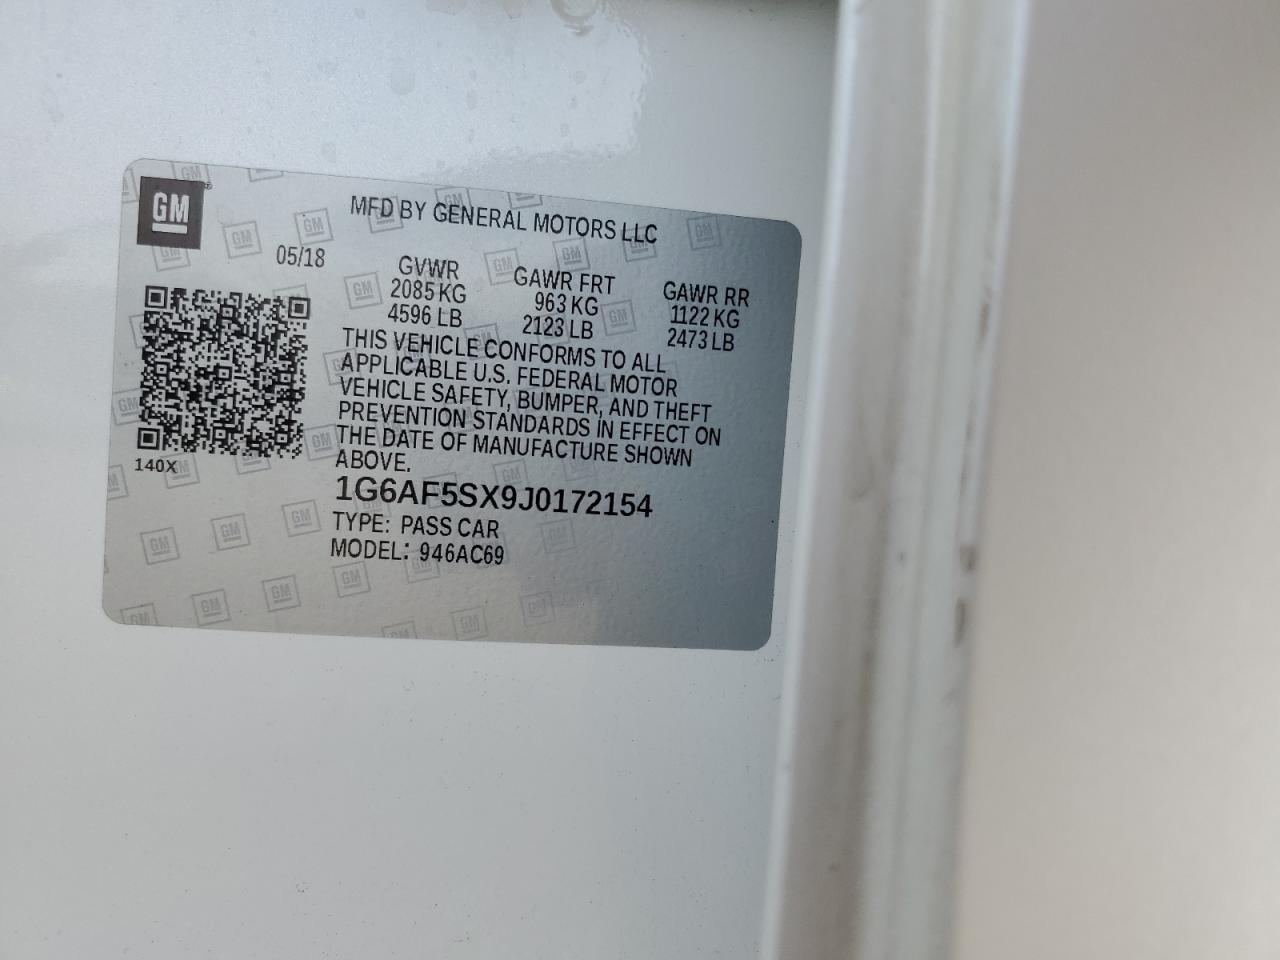 GM
MFD BY GENERAL MOTORS LLC
05/18
GVWR GAWR FRT GAWR RR
2085 KG 963 KG 1122 KG
4596 LB 2123 LB 2473 LB
THIS VEHICLE CONFORMS TO ALL
APPLICABLE U.S. FEDERAL MOTOR
VEHICLE SAFETY, BUMPER, AND THEFT
PREVENTION STANDARDS IN EFFECT ON
THE DATE OF MANUFACTURE SHOWN
ABOVE.
140X
1G6AF5SX9J0172154
TYPE: PASS CAR
MODEL: 946AC69